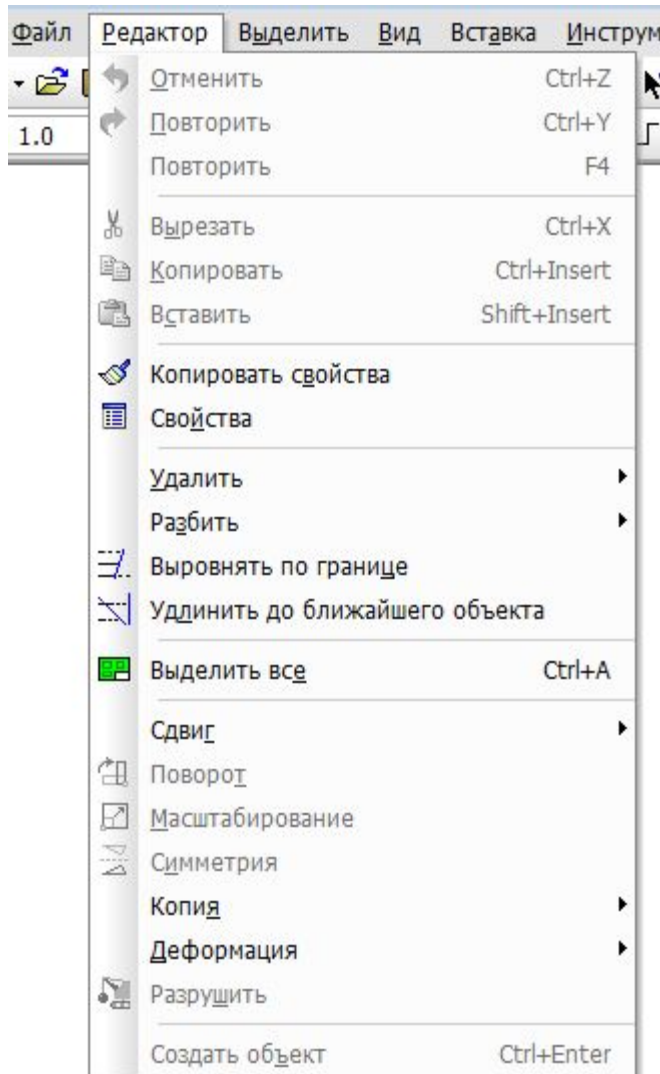 Файл Редактор Выделить Вид Вставка Инструм
1.0
Отменить Ctrl+Z
Повторить Ctrl+Y
Повторить F4
Вырезать Ctrl+X
Копировать Ctrl+Insert
Вставить Shift+Insert
Копировать свойства
Свойства
Удалить
Разбить
Выровнять по границе
Удлинить до ближайшего объекта
Выделить все Ctrl+A
Сдвиг
Поворот
Масштабирование
Симметрия
Копия
Деформация
Разрушить
Создать объект Ctrl+Enter